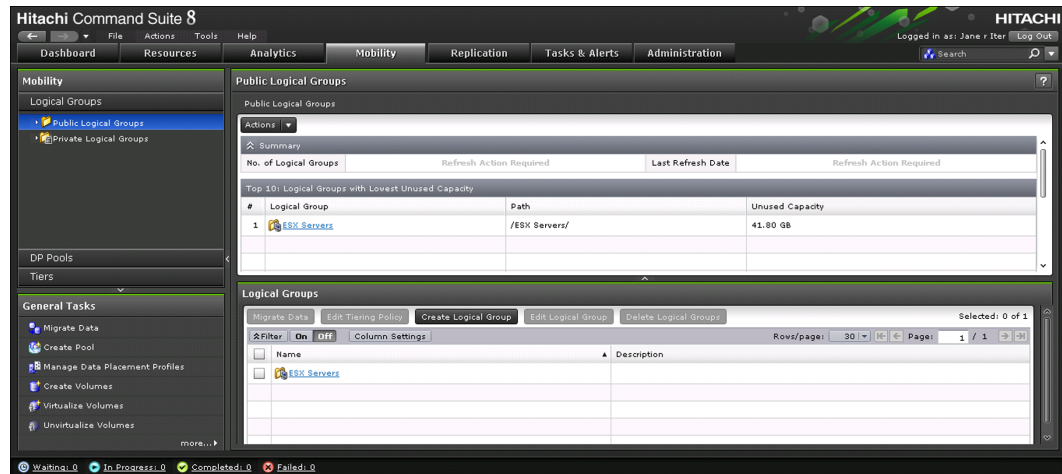 Hitachi Command Suite 8
HITACHI
File Actions Tools Help
Logged in as: Jane r Iter Log Out
Dashboard Resources Analytics Mobility Replication Tasks & Alerts Administration
Search
Mobility
Logical Groups
Public Logical Groups
Private Logical Groups
DP Pools
Tiers
General Tasks
Migrate Data
Create Pool
Manage Data Placement Profiles
Create Volumes
Virtualize Volumes
Unvirtualize Volumes
more...
Public Logical Groups
?
Public Logical Groups
Actions
Summary
No. of Logical Groups Refresh Action Required Last Refresh Date Refresh Action Required
Top 10: Logical Groups with Lowest Unused Capacity
# Logical Group Path Unused Capacity
1 ESX Servers /ESX Servers/ 41.80 GB
Logical Groups
Migrate Data Edit Tiering Policy Create Logical Group Edit Logical Group Delete Logical Groups Selected: 0 of 1
Filter On Off Column Settings Rows/page: 30 Page: 1 / 1
Name Description
ESX Servers
Waiting: 0 In Progress: 0 Completed: 0 Failed: 0